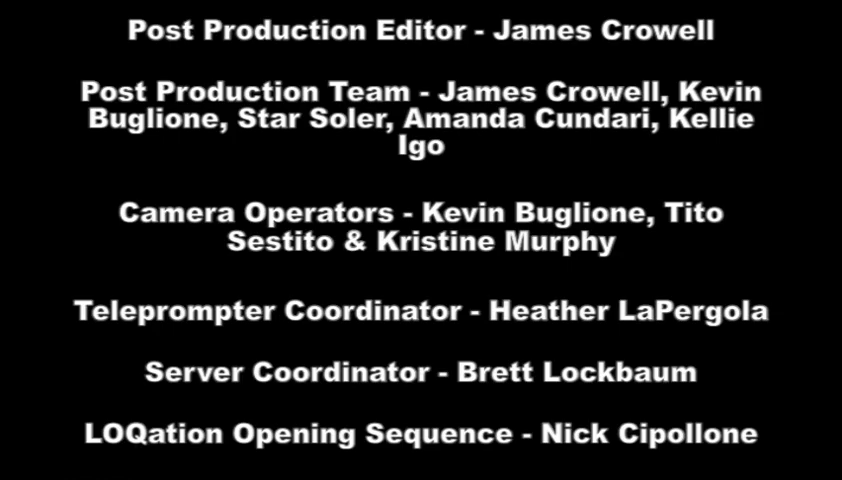 Post Production Editor - James Crowell
Post Production Team - James Crowell, Kevin
Buglione, Star Soler, Amanda Cundari, Kellie
Igo
Camera Operators - Kevin Buglione, Tito
Sestito & Kristine Murphy
Teleprompter Coordinator - Heather LaPergola
Server Coordinator - Brett Lockbaum
LOQation Opening Sequence - Nick Cipollone